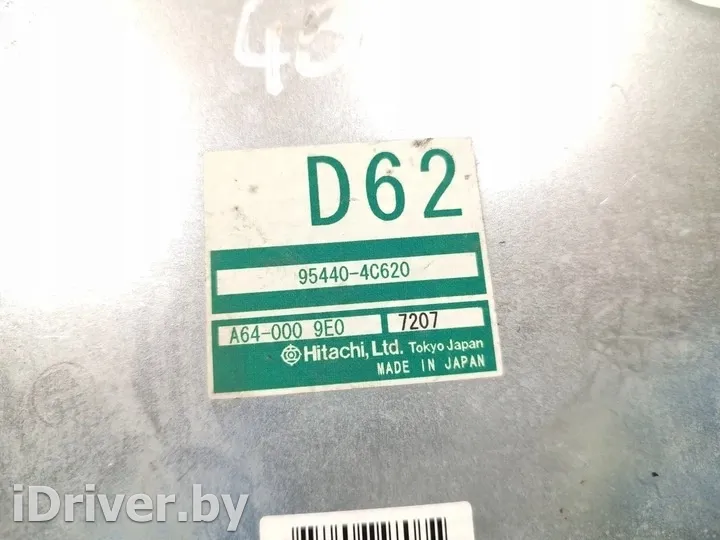 D62
95440-4C620
A64-000 9E0 7207
Hitachi, Ltd. Tokyo Japan
MADE IN JAPAN
iDriver.by